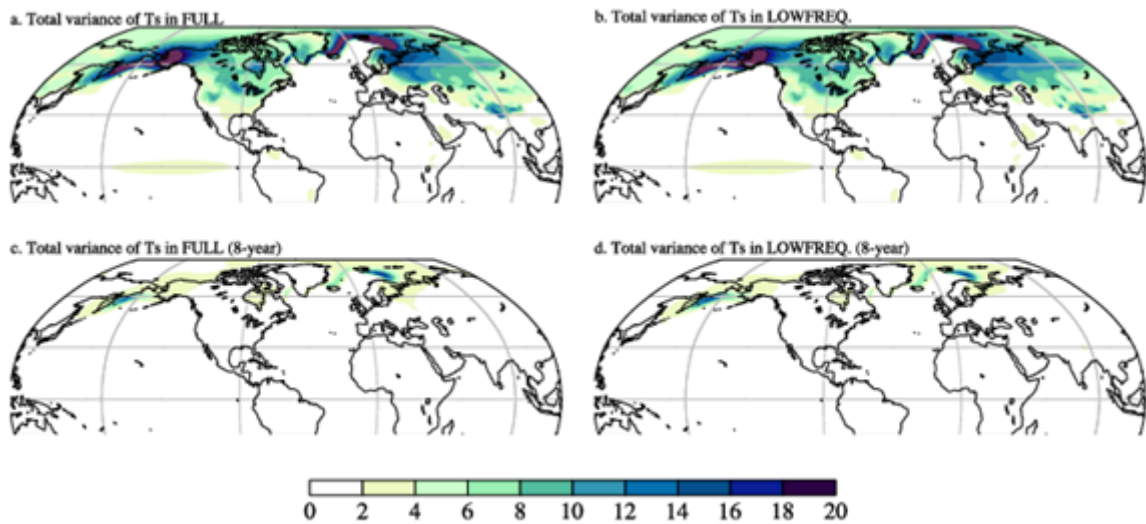 a. Total variance of Ts in FULL
b. Total variance of Ts in LOWFREQ.
c. Total variance of Ts in FULL (8-year)
d. Total variance of Ts in LOWFREQ. (8-year)
0 2 4 6 8 10 12 14 16 18 20